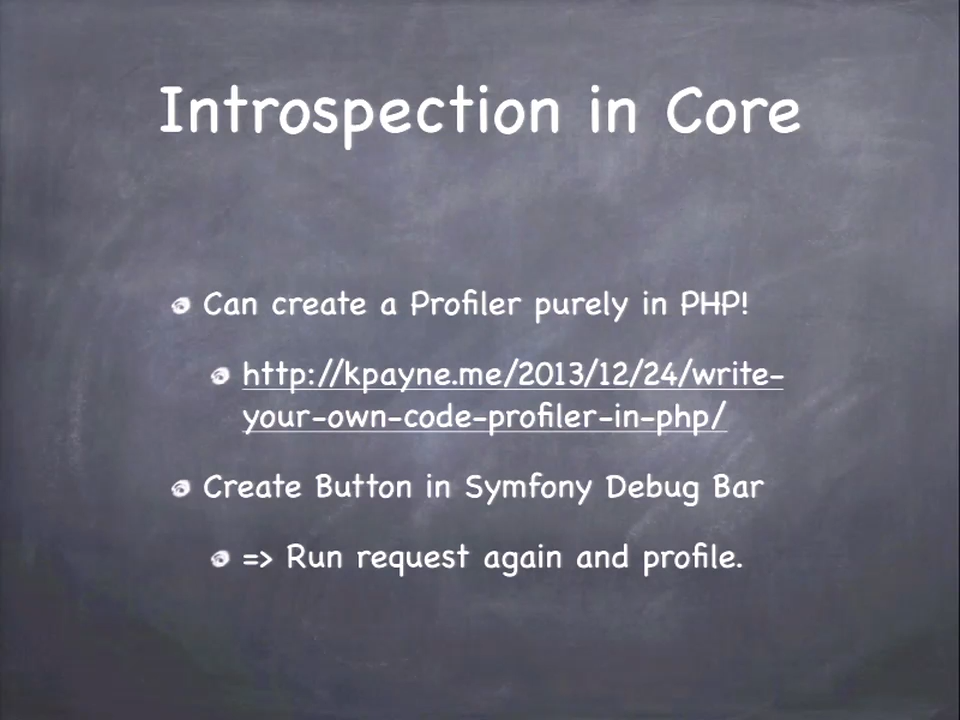 Introspection in Core
Can create a Profiler purely in PHP!
http://kpayne.me/2013/12/24/write-
your-own-code-profiler-in-php/
Create Button in Symfony Debug Bar
=> Run request again and profile.